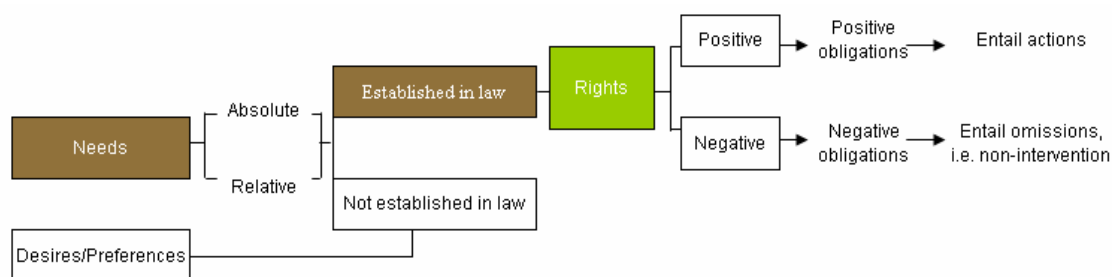 Positive
Positive
obligations
Entail actions
Established in law
Rights
Absolute
Needs
Negative
Negative
obligations
Entail omissions,
i.e. non-intervention
Relative
Not established in law
Desires/Preferences